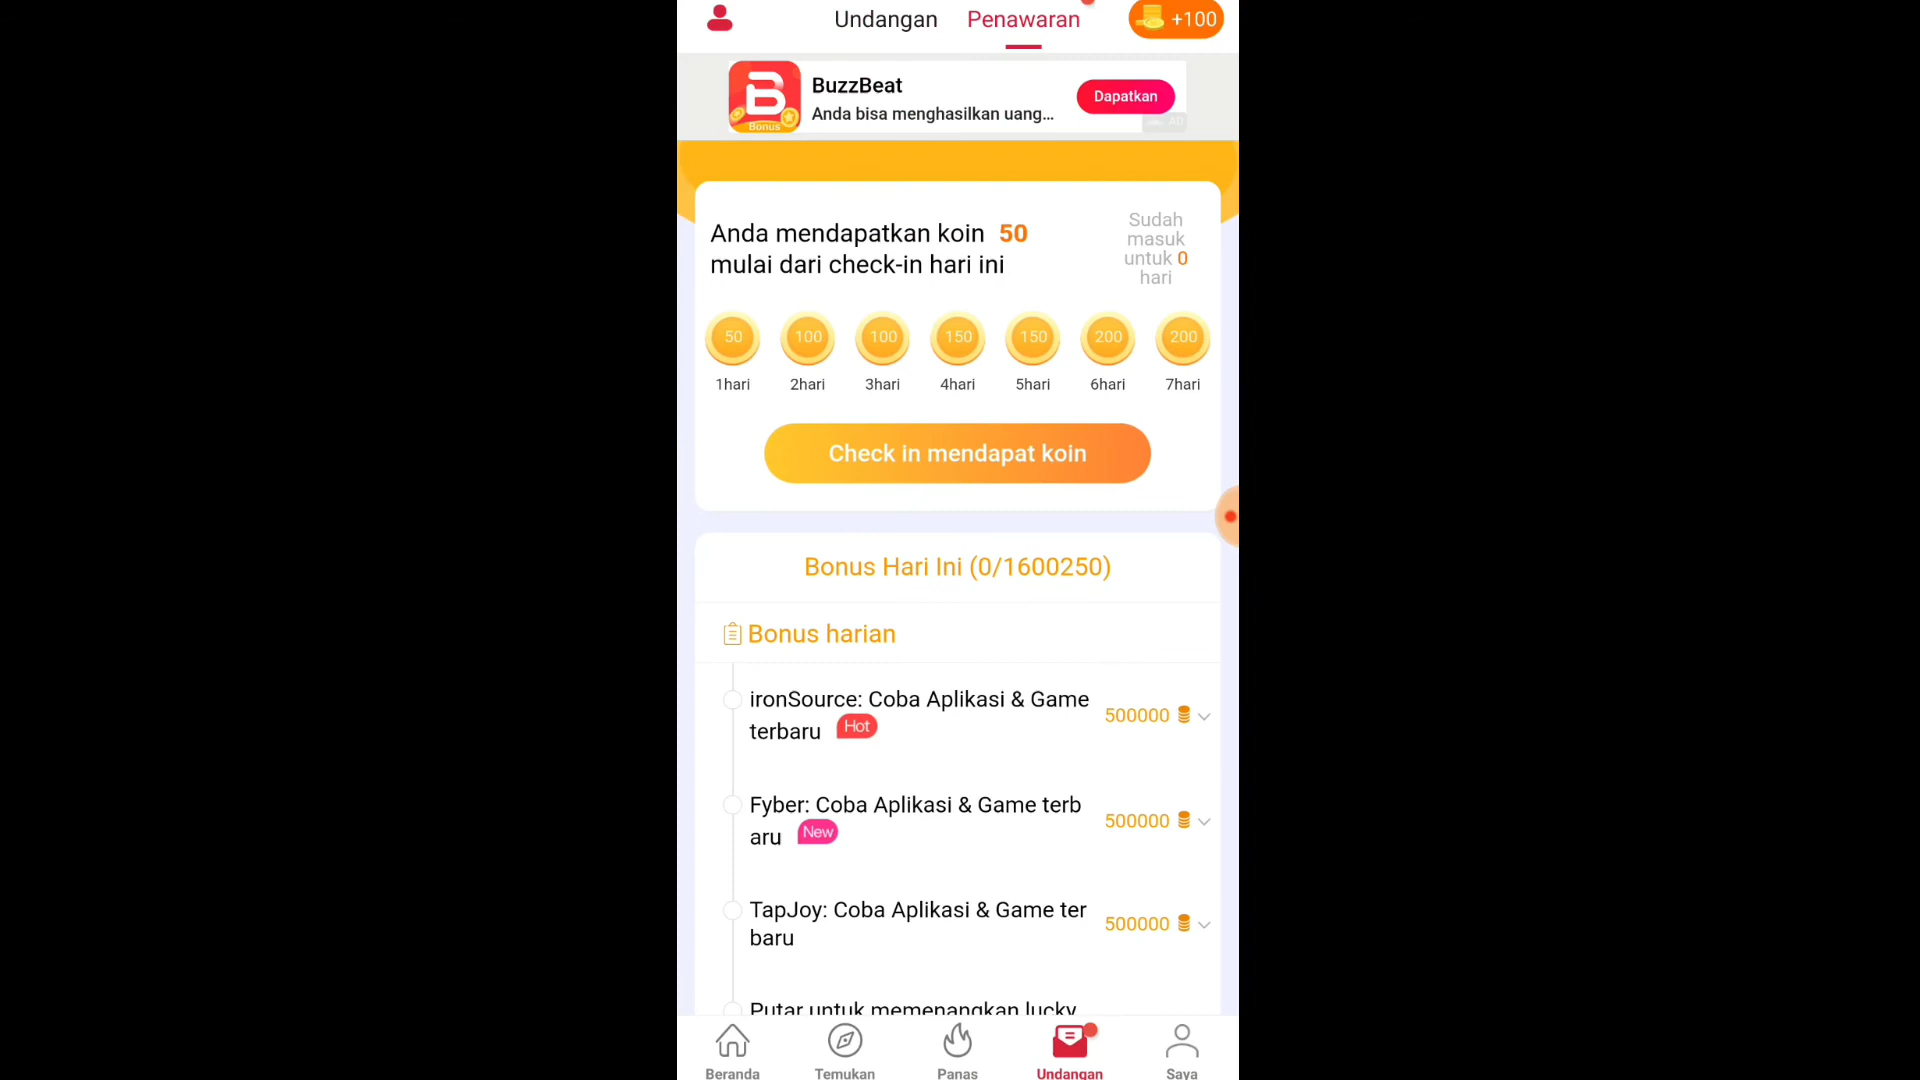 Undangan
Penawaran
+100
BuzzBeat
Anda bisa menghasilkan uang...
Dapatkan
Bonus
AD
Anda mendapatkan koin 50
mulai dari check-in hari ini
Sudah
masuk
untuk 0
hari
50
100
100
150
150
200
200
1hari
2hari
3hari
4hari
5hari
6hari
7hari
Check in mendapat koin
Bonus Hari Ini (0/1600250)
Bonus harian
ironSource: Coba Aplikasi & Game
terbaru Hot
500000
Fyber: Coba Aplikasi & Game terb
aru New
500000
TapJoy: Coba Aplikasi & Game ter
baru
500000
Putar untuk memenangkan lucky
Beranda
Temukan
Panas
Undangan
Saya